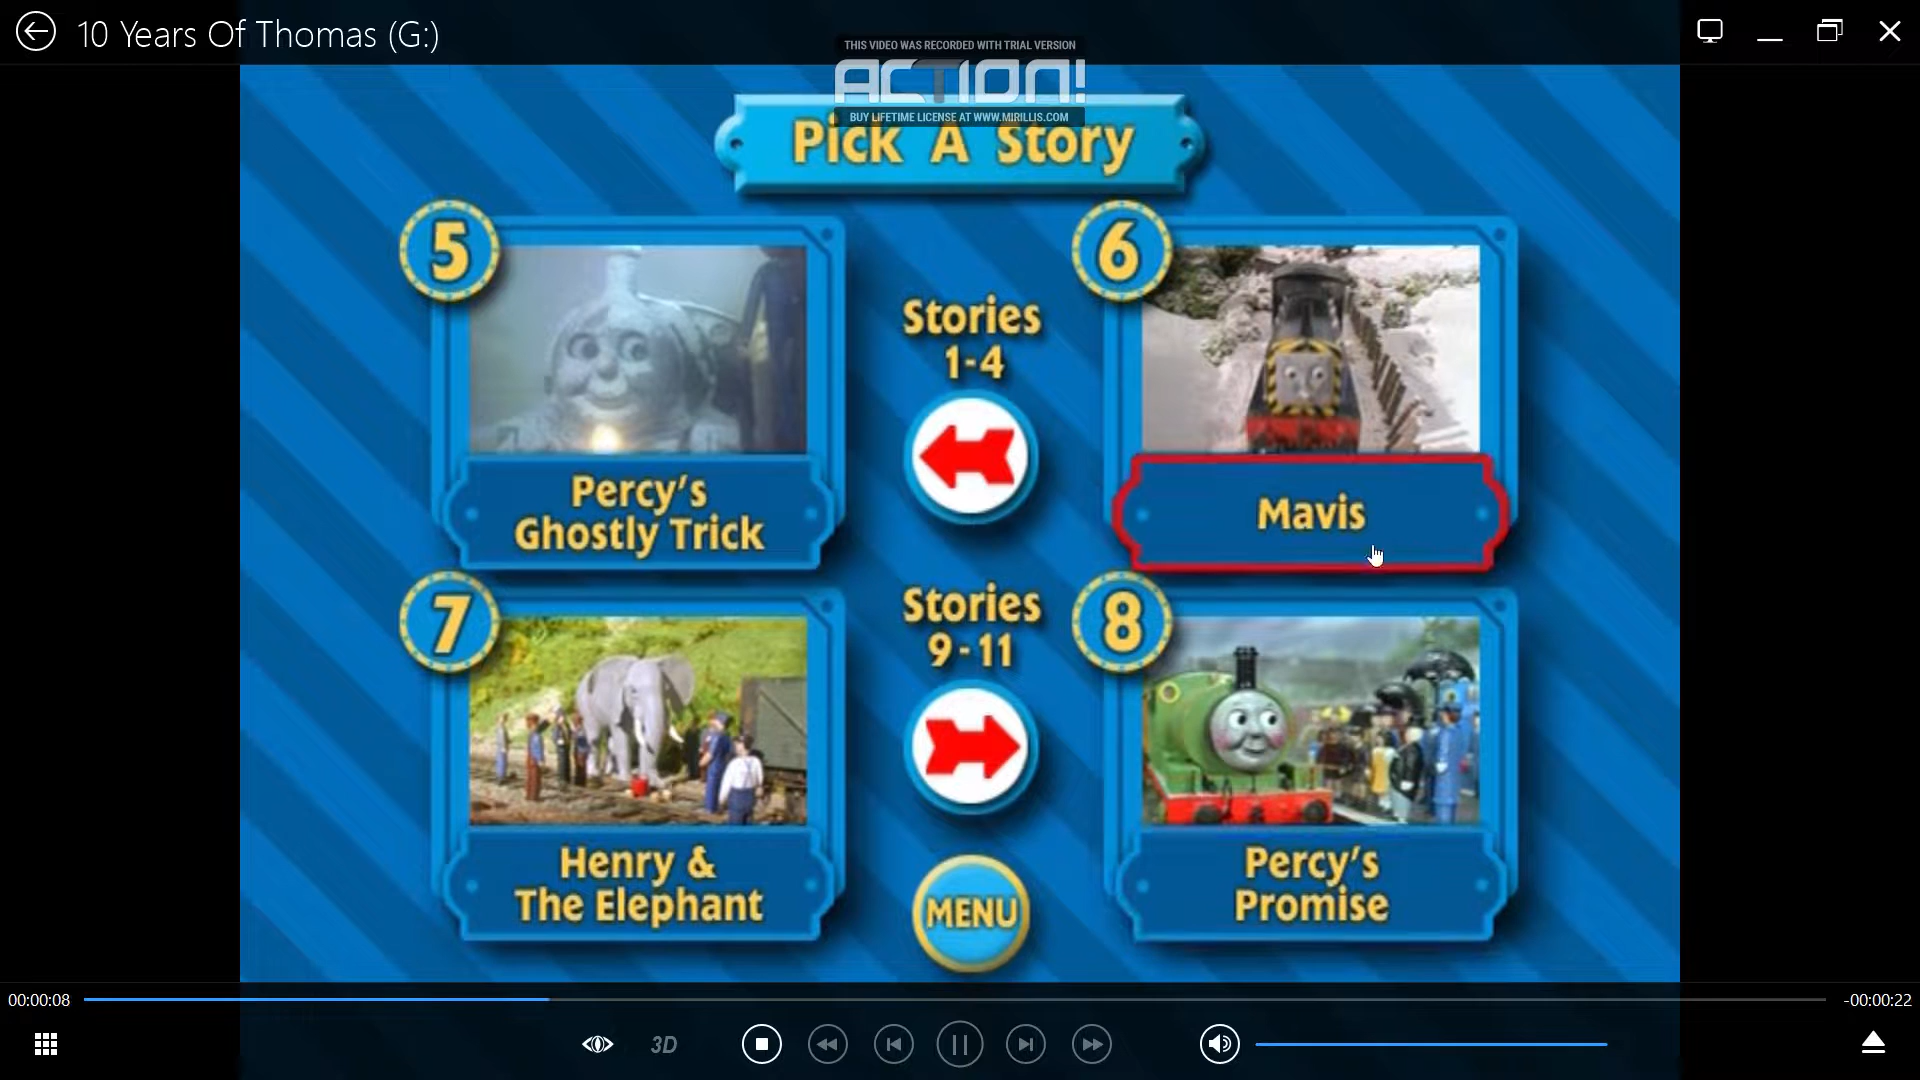 10 Years Of Thomas (G:)
THIS VIDEO WAS RECORDED WITH TRIAL VERSION
ACTION!
BUY LIFETIME LICENSE AT WWW.MIRILLIS.COM
Pick A Story
5
Percy's
Ghostly Trick
Stories
1-4
6
Mavis
7
Henry &
The Elephant
Stories
9-11
8
Percy's
Promise
MENU
00:00:08
-00:00:22
3D